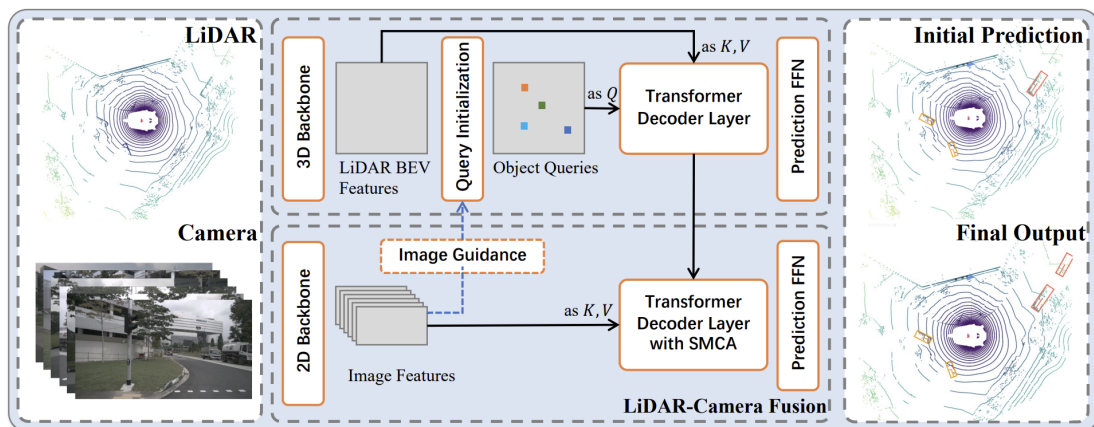 LiDAR
Camera
3D Backbone
LiDAR BEV
Features
Query Initialization
Object Queries
as Q
as K, V
Transformer
Decoder Layer
Prediction FFN
2D Backbone
Image Guidance
Image Features
as K, V
Transformer
Decoder Layer
with SMCA
Prediction FFN
LiDAR-Camera Fusion
Initial Prediction
Final Output